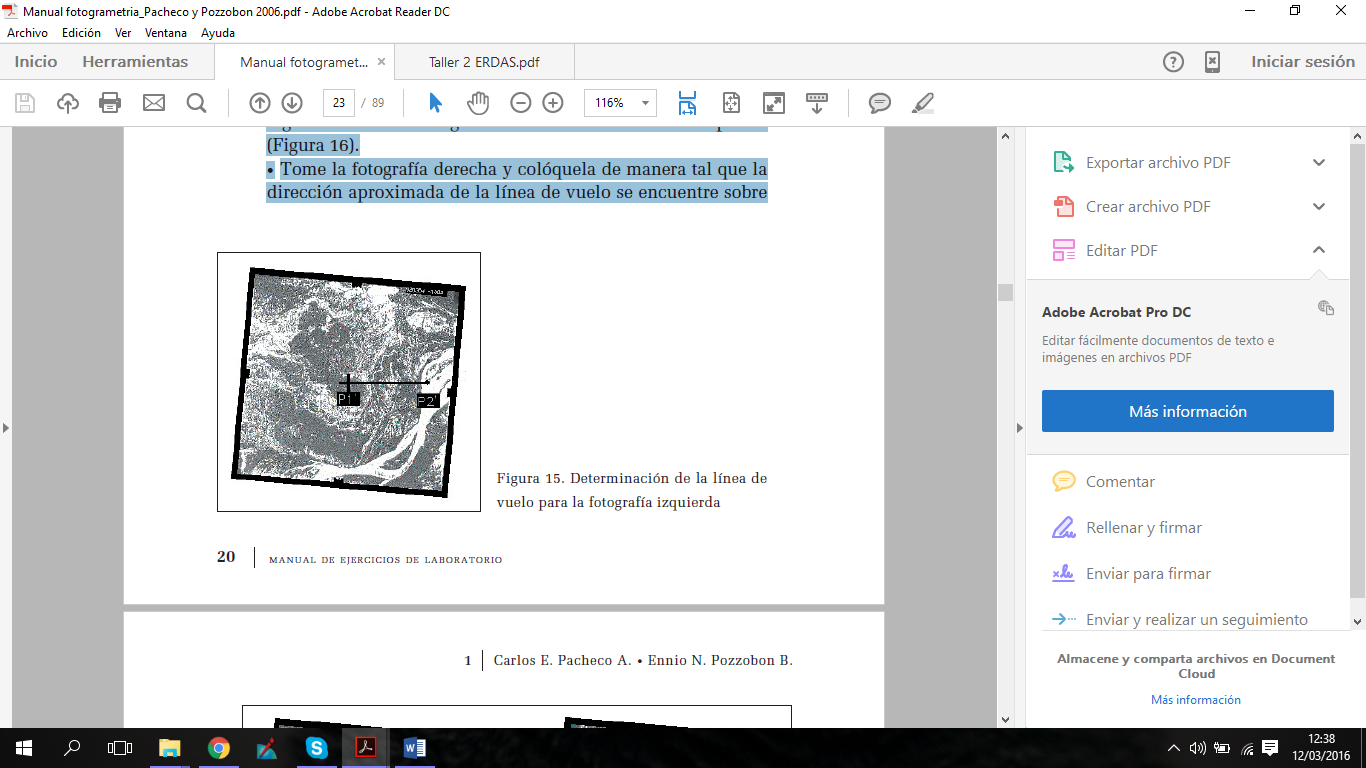 Manual fotogrametria_Pacheco y Pozzobon 2006.pdf - Adobe Acrobat Reader DC
Archivo Edición Ver Ventana Ayuda
Inicio Herramientas Manual fotogramet... × Taller 2 ERDAS.pdf Iniciar sesión
23 / 89 116%
(Figura 16).
• Tome la fotografía derecha y colóquela de manera tal que la
dirección aproximada de la línea de vuelo se encuentre sobre
P1' P2'
Figura 15. Determinación de la línea de
vuelo para la fotografía izquierda
20 MANUAL DE EJERCICIOS DE LABORATORIO
1 Carlos E. Pacheco A. • Ennio N. Pozzobon B.
Exportar archivo PDF
Crear archivo PDF
Editar PDF
Adobe Acrobat Pro DC
Editar fácilmente documentos de texto e
imágenes en archivos PDF
Más información
Comentar
Rellenar y firmar
Enviar para firmar
Enviar y realizar un seguimiento
Almacene y comparta archivos en Document
Cloud
Más información
12:38
12/03/2016